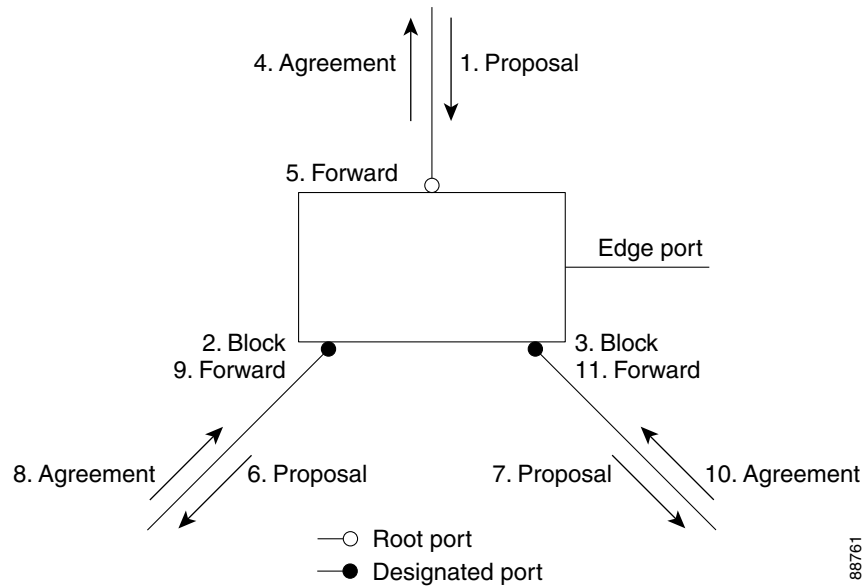 4. Agreement
1. Proposal
5. Forward
Edge port
2. Block
9. Forward
3. Block
11. Forward
8. Agreement
6. Proposal
7. Proposal
10. Agreement
Root port
Designated port
88761